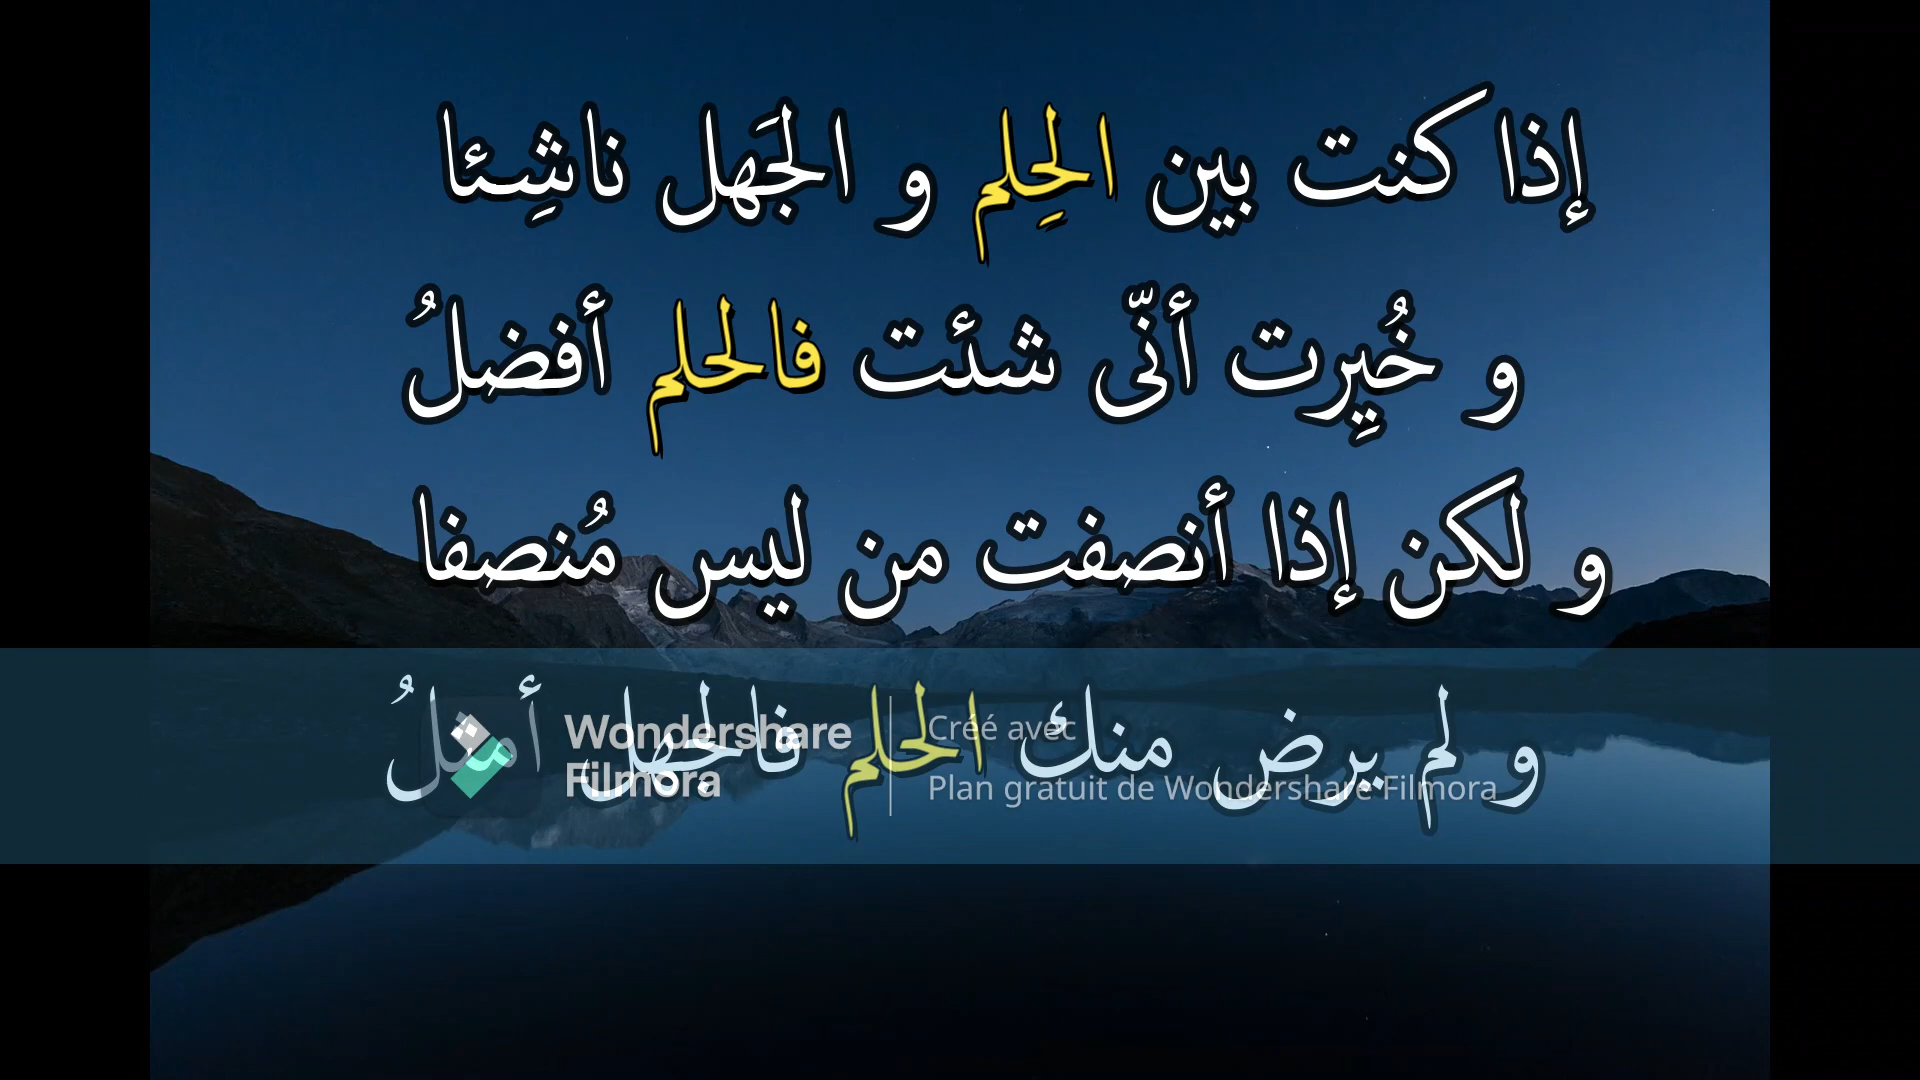 إذا كنت بين الحِلم و الجَهل ناشِئا
و خُيِرت أنّى شئت فالحلم أفضلُ
و لكن إذا أنصفت من ليس مُنصفا
و لم يرض منك الحلم فالجهل أمثلُ
Wondershare
Filmora
Créé avec
Plan gratuit de Wondershare Filmora